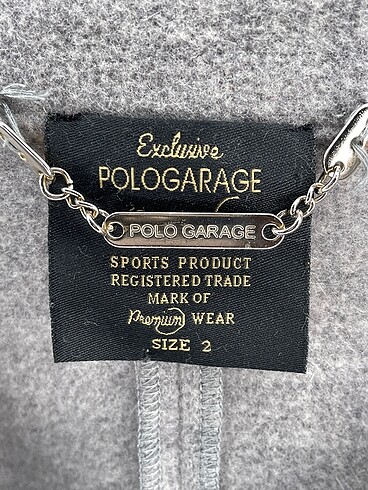 Exclusive
POLOGARAGE
POLO GARAGE
SPORTS PRODUCT
REGISTERED TRADE
MARK OF
Premium WEAR
SIZE 2